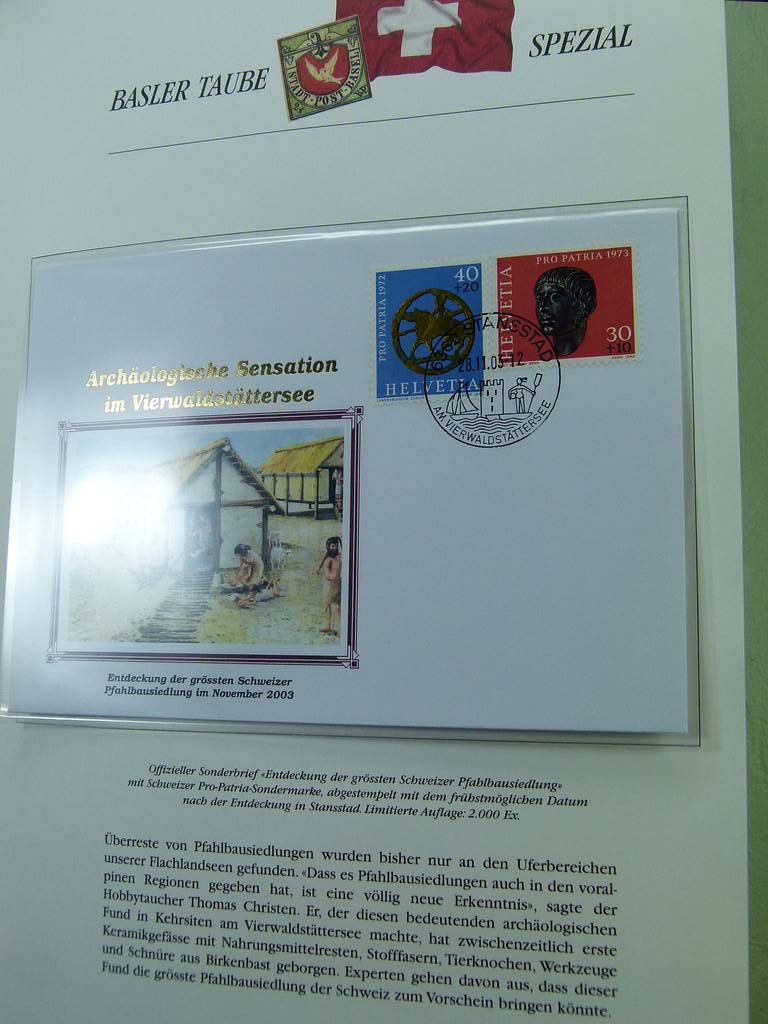 BASLER TAUBE
STADT·POST·BASEL
SPEZIAL
PRO PATRIA 1972
40
+20
HELVETIA
PRO PATRIA 1973
HELVETIA
30
+10
STANSSTAD
28.11.03-12
AM VIERWALDSTÄTTERSEE
Archäologische Sensation
im Vierwaldstättersee
Entdeckung der grössten Schweizer
Pfahlbausiedlung im November 2003
Offizieller Sonderbrief «Entdeckung der grössten Schweizer Pfahlbausiedlung»
mit Schweizer Pro-Patria-Sondermarke, abgestempelt mit dem frühstmöglichen Datum
nach der Entdeckung in Stansstad. Limitierte Auflage: 2.000 Ex.
Überreste von Pfahlbausiedlungen wurden bisher nur an den Uferbereichen
unserer Flachlandseen gefunden. «Dass es Pfahlbausiedlungen auch in den voral-
pinen Regionen gegeben hat, ist eine völlig neue Erkenntnis», sagte der
Hobbytaucher Thomas Christen. Er, der diesen bedeutenden archäologischen
Fund in Kehrsiten am Vierwaldstättersee machte, hat zwischenzeitlich erste
Keramikgefässe mit Nahrungsmittelresten, Stofffasern, Tierknochen, Werkzeuge
und Schnüre aus Birkenbast geborgen. Experten gehen davon aus, dass dieser
Fund die grösste Pfahlbausiedlung der Schweiz zum Vorschein bringen könnte.